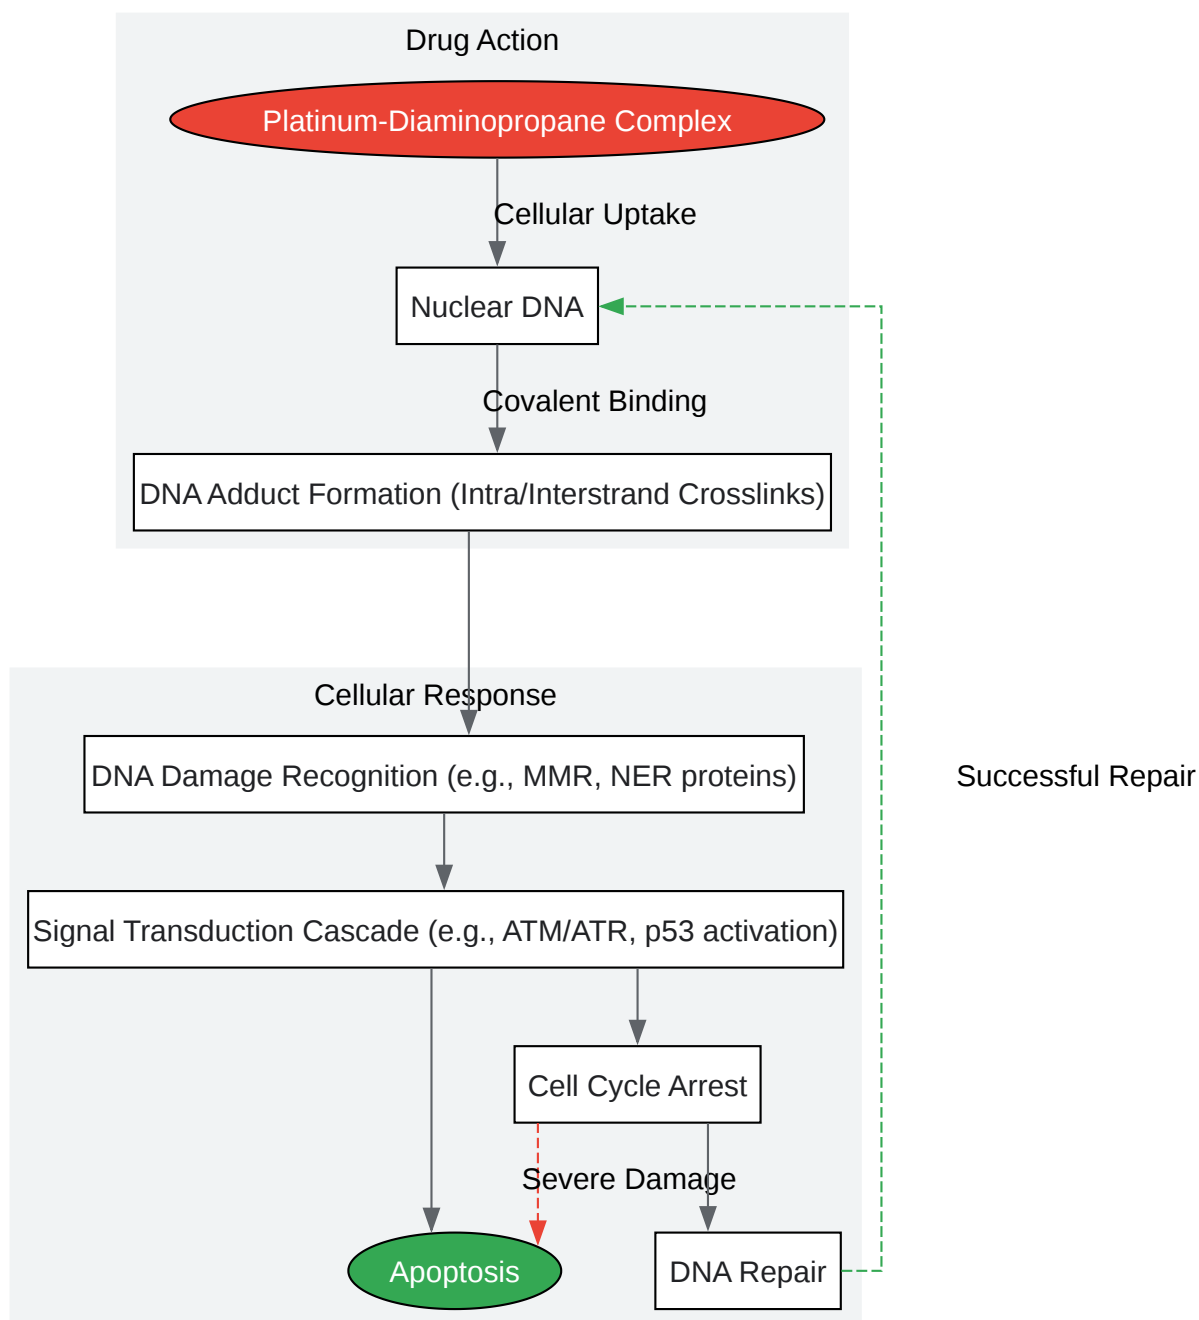 Drug Action
Platinum-Diaminopropane Complex
Cellular Uptake
Nuclear DNA
Covalent Binding
DNA Adduct Formation (Intra/Interstrand Crosslinks)
Cellular Response
DNA Damage Recognition (e.g., MMR, NER proteins)
Successful Repair
Signal Transduction Cascade (e.g., ATM/ATR, p53 activation)
Cell Cycle Arrest
Severe Damage
Apoptosis
DNA Repair